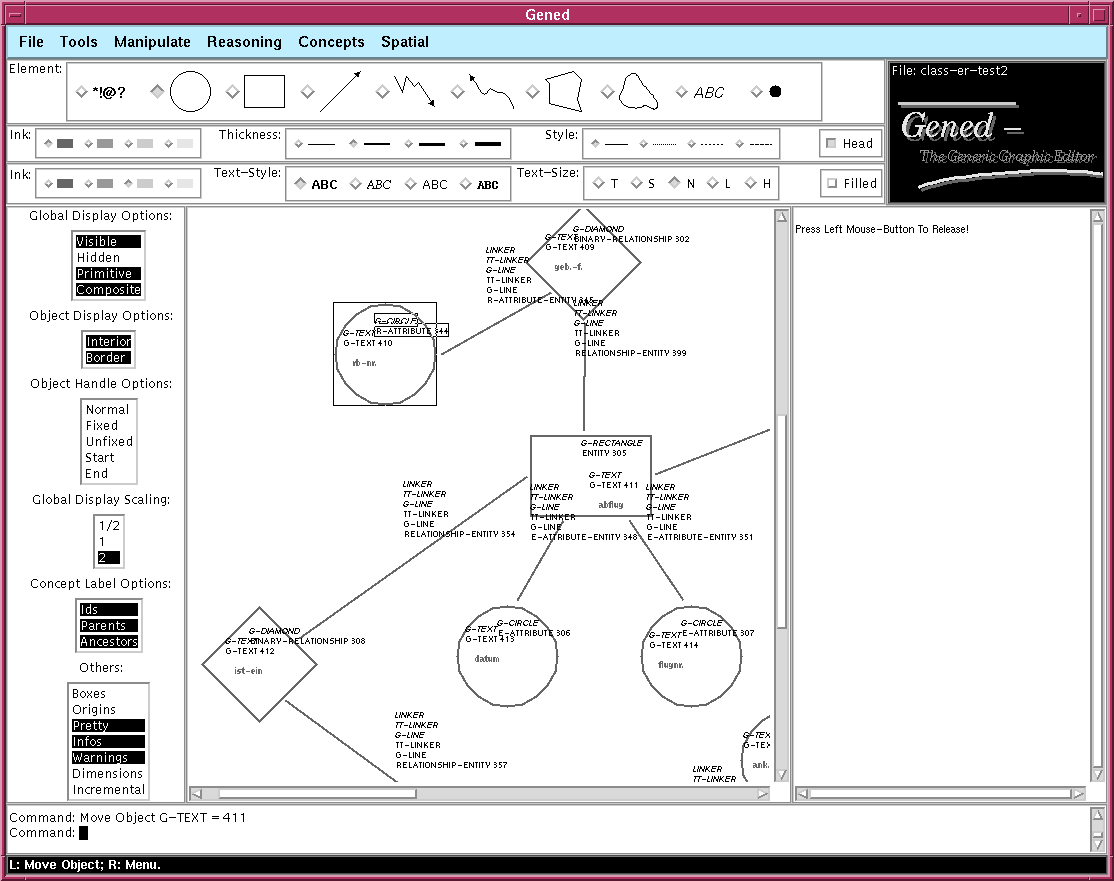 Gened
File Tools Manipulate Reasoning Concepts Spatial
Element:
*!@?
ABC
File: class-er-test2
Gened –
The Generic Graphic Editor
Ink:
Thickness:
Style:
Head
Ink:
Text-Style:
ABC ABC ABC ABC
Text-Size:
T S N L H
Filled
Global Display Options:
Visible
Hidden
Primitive
Composite
Object Display Options:
Interior
Border
Object Handle Options:
Normal
Fixed
Unfixed
Start
End
Global Display Scaling:
1/2
1
2
Concept Label Options:
Ids
Parents
Ancestors
Others:
Boxes
Origins
Pretty
Infos
Warnings
Dimensions
Incremental
G-DIAMOND
BINARY-RELATIONSHIP 302
G-TEXT
G-TEXT 409
geb.-f.
LINKER
TT-LINKER
G-LINE
TT-LINKER
G-LINE
R-ATTRIBUTE-ENTITY
LINKER
TT-LINKER
G-LINE
TT-LINKER
G-LINE
RELATIONSHIP-ENTITY 399
G-CIRCLE
R-ATTRIBUTE 344
G-TEXT
G-TEXT 410
rb-nr.
G-RECTANGLE
ENTITY 305
G-TEXT
G-TEXT 411
abflug
LINKER
TT-LINKER
G-LINE
TT-LINKER
G-LINE
RELATIONSHIP-ENTITY 354
LINKER
TT-LINKER
G-LINE
TT-LINKER
G-LINE
E-ATTRIBUTE-ENTITY 348
LINKER
TT-LINKER
G-LINE
TT-LINKER
G-LINE
E-ATTRIBUTE-ENTITY 351
G-DIAMOND
BINARY-RELATIONSHIP 308
G-TEXT
G-TEXT 412
ist-ein
G-CIRCLE
E-ATTRIBUTE 306
G-TEXT
G-TEXT 413
datum
G-CIRCLE
E-ATTRIBUTE 307
G-TEXT
G-TEXT 414
flugnr.
LINKER
TT-LINKER
G-LINE
TT-LINKER
G-LINE
RELATIONSHIP-ENTITY 357
G-TEX
G-TEX
ank.
LINKER
TT-LINKER
Press Left Mouse-Button To Release!
Command: Move Object G-TEXT = 411
Command:
L: Move Object; R: Menu.